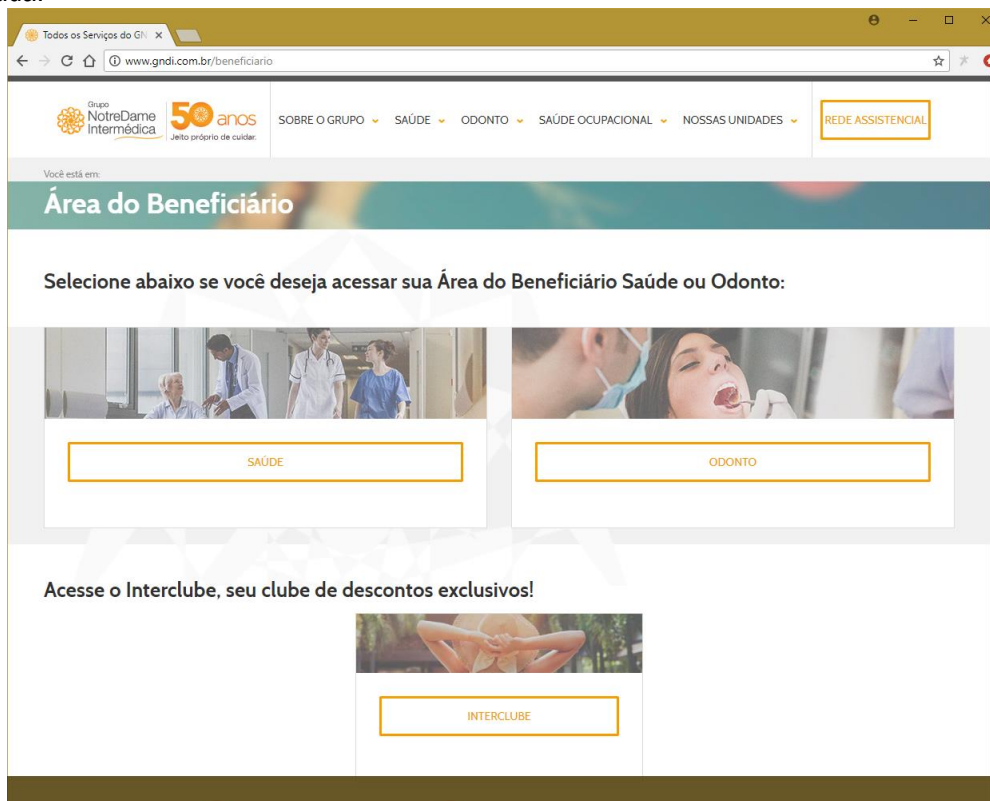 Todos os Serviços do GN
www.gndi.com.br/beneficiario
Grupo
NotreDame
Intermédica
50 anos
Jeito próprio de cuidar.
SOBRE O GRUPO
SAÚDE
ODONTO
SAÚDE OCUPACIONAL
NOSSAS UNIDADES
REDE ASSISTENCIAL
Você está em:
Área do Beneficiário
Selecione abaixo se você deseja acessar sua Área do Beneficiário Saúde ou Odonto:
SAÚDE
ODONTO
Acesse o Interclube, seu clube de descontos exclusivos!
INTERCLUBE